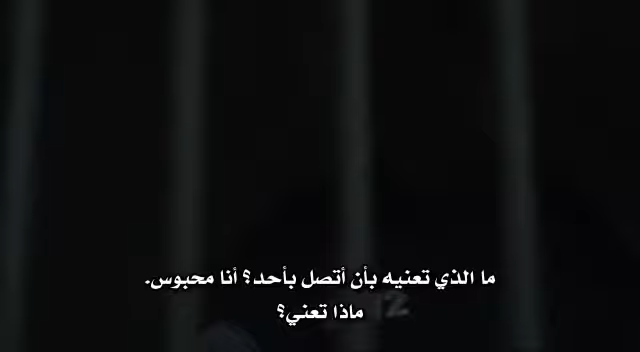 ما الذي تعنيه بأن أتصل بأحد؟ أنا محبوس.
ماذا تعني؟